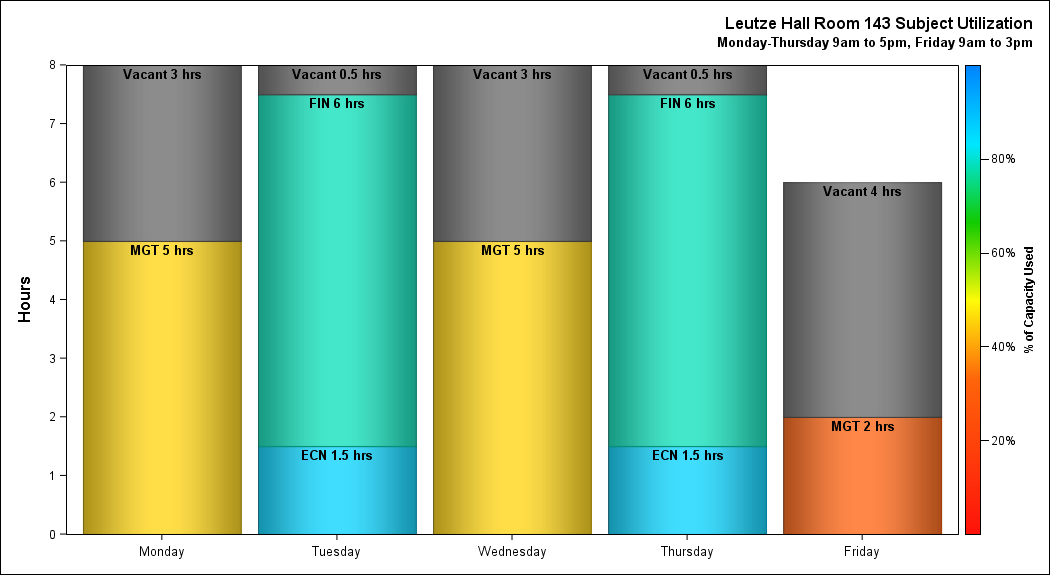 Leutze Hall Room 143 Subject Utilization
Monday-Thursday 9am to 5pm, Friday 9am to 3pm
8
7
6
5
4
3
2
1
0
Hours
Vacant 3 hrs
MGT 5 hrs
Vacant 0.5 hrs
FIN 6 hrs
ECN 1.5 hrs
Vacant 3 hrs
MGT 5 hrs
Vacant 0.5 hrs
FIN 6 hrs
ECN 1.5 hrs
Vacant 4 hrs
MGT 2 hrs
Monday
Tuesday
Wednesday
Thursday
Friday
80%
60%
40%
20%
% of Capacity Used